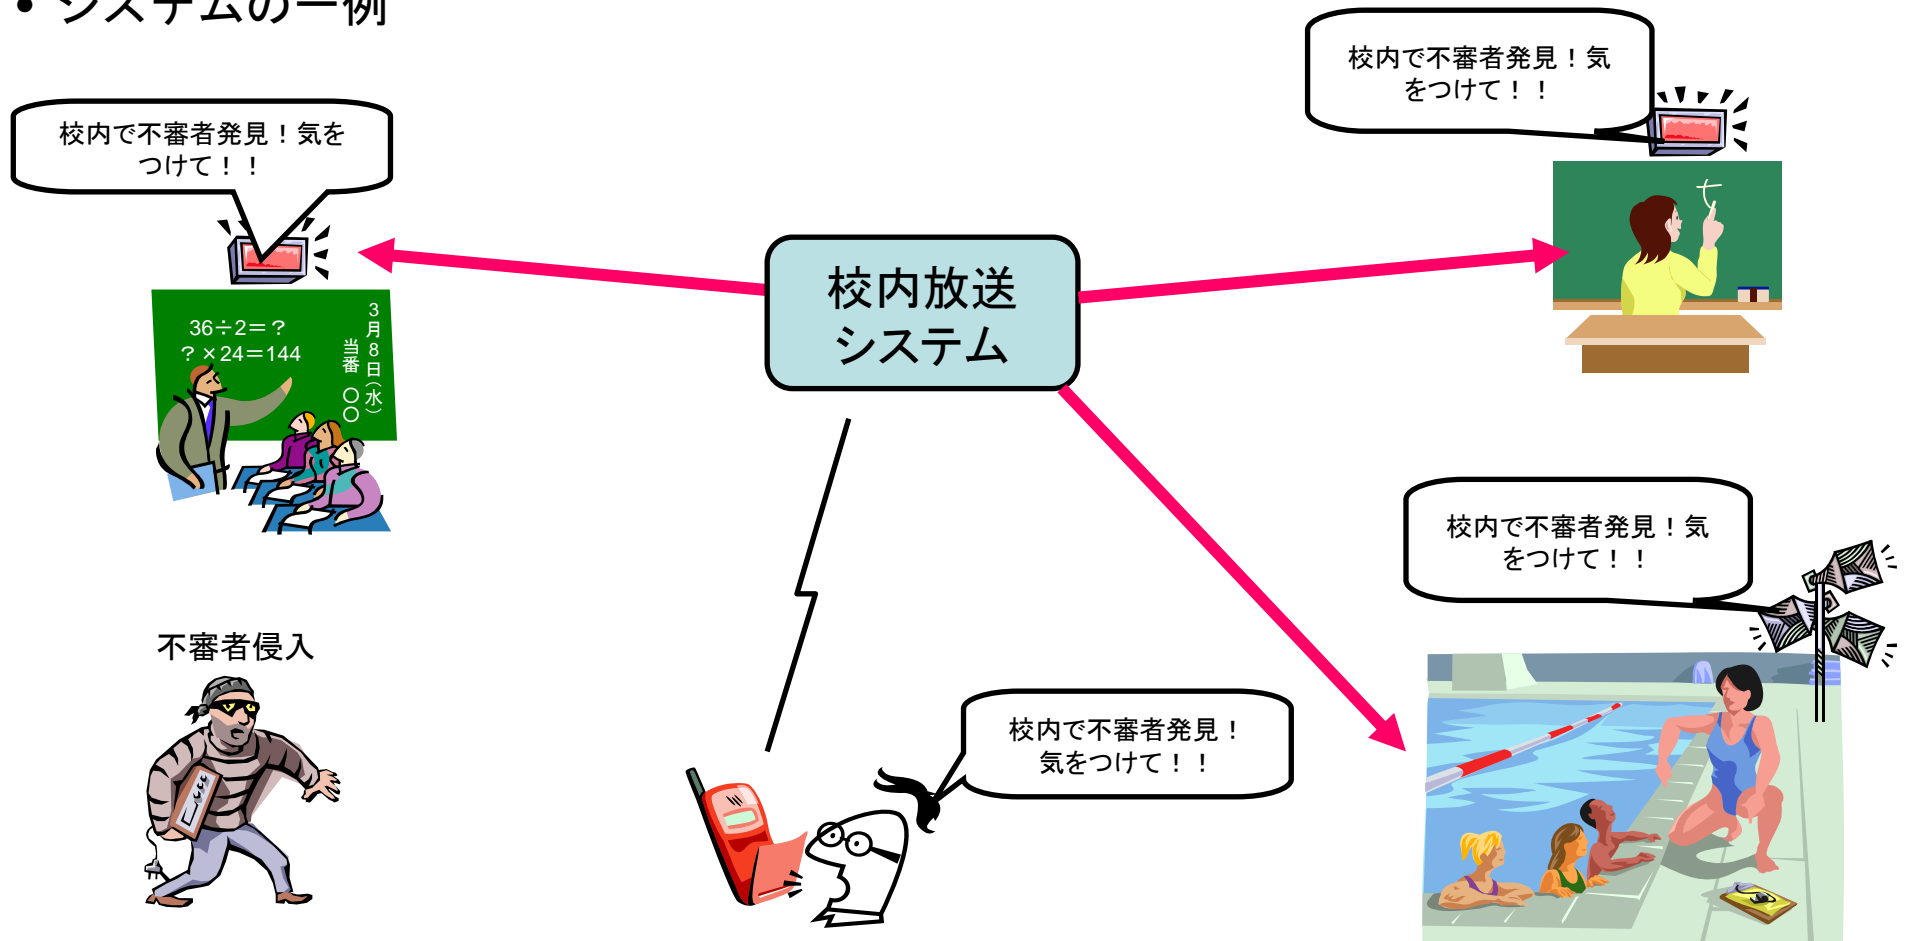 • システムの一例
校内で不審者発見！気
をつけて！！
校内で不審者発見！気を
つけて！！
校内放送
システム
36÷2＝？
？×24＝144
3月8日（水）
当番　〇〇
校内で不審者発見！気
をつけて！！
不審者侵入
校内で不審者発見！
気をつけて！！